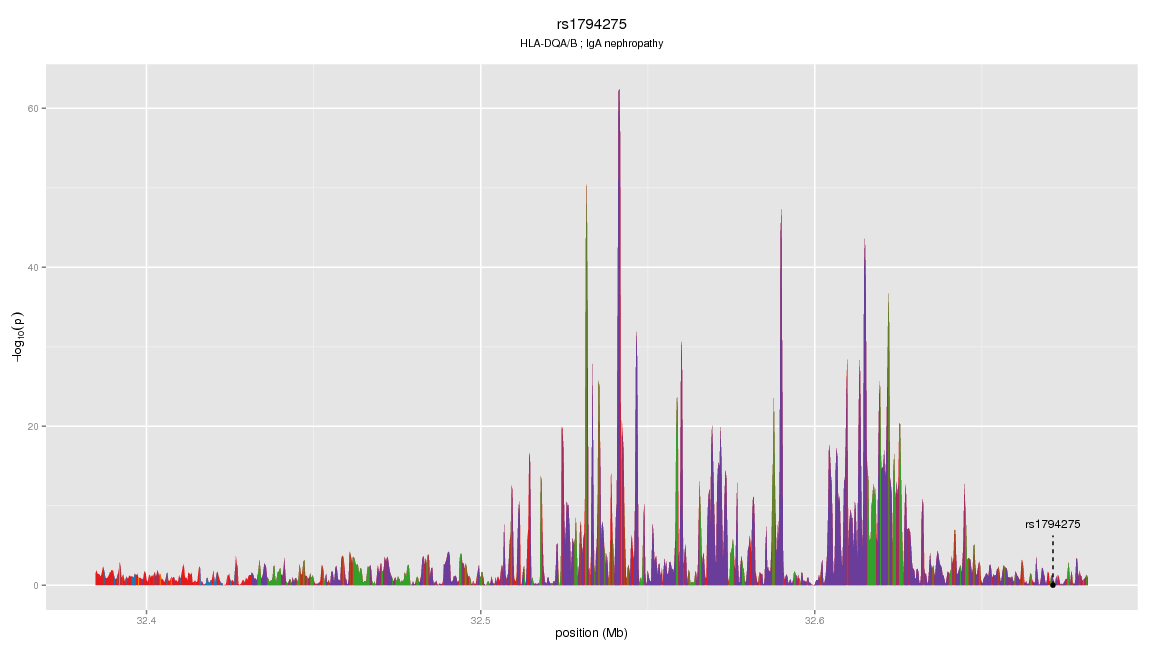 rs1794275
HLA-DQA/B ; IgA nephropathy
60
40
20
0
−log10(p)
rs1794275
32.4
32.5
32.6
position (Mb)